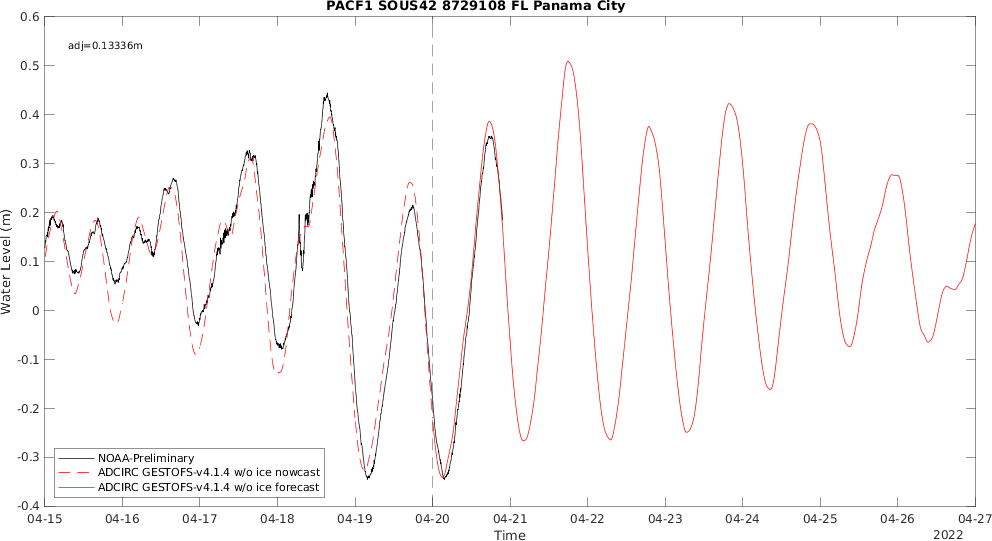 PACF1 SOUS42 8729108 FL Panama City
adj=0.13336m
Water Level (m)
0.6
0.5
0.4
0.3
0.2
0.1
0
-0.1
-0.2
-0.3
-0.4
NOAA-Preliminary
ADCIRC GESTOFS-v4.1.4 w/o ice nowcast
ADCIRC GESTOFS-v4.1.4 w/o ice forecast
04-15 04-16 04-17 04-18 04-19 04-20 04-21 04-22 04-23 04-24 04-25 04-26 04-27
Time
2022